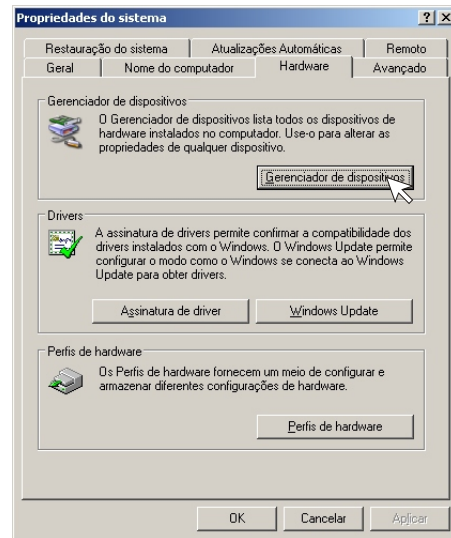 Propriedades do sistema
Restauração do sistema
Atualizações Automáticas
Remoto
Geral
Nome do computador
Hardware
Avançado
Gerenciador de dispositivos
O Gerenciador de dispositivos lista todos os dispositivos de
hardware instalados no computador. Use-o para alterar as
propriedades de qualquer dispositivo.
Gerenciador de dispositivos
Drivers
A assinatura de drivers permite confirmar a compatibilidade dos
drivers instalados com o Windows. O Windows Update permite
configurar o modo como o Windows se conecta ao Windows
Update para obter drivers.
Assinatura de driver
Windows Update
Perfis de hardware
Os Perfis de hardware fornecem um meio de configurar e
armazenar diferentes configurações de hardware.
Perfis de hardware
OK
Cancelar
Aplicar